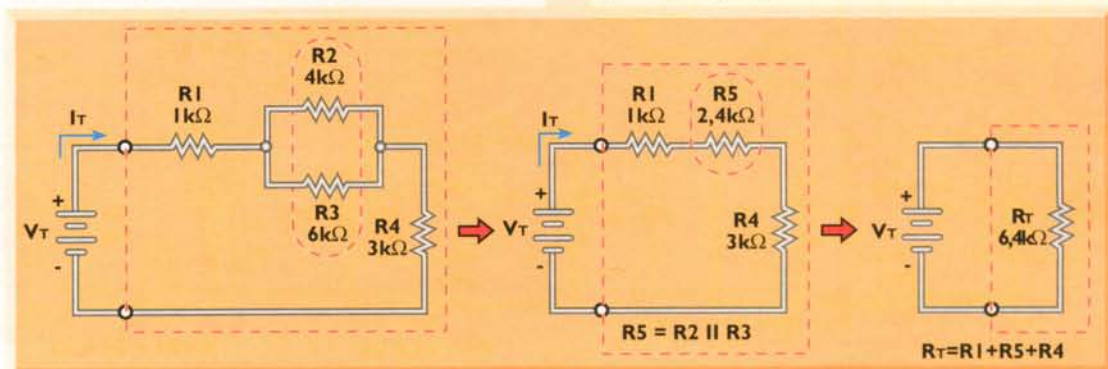 R2
4kΩ
R1
1kΩ
IT
R3
6kΩ
R4
3kΩ
+
VT
-
IT
R1
1kΩ
R5
2,4kΩ
R4
3kΩ
+
VT
-
R5 = R2 II R3
+
VT
-
RT
6,4kΩ
RT=R1+R5+R4